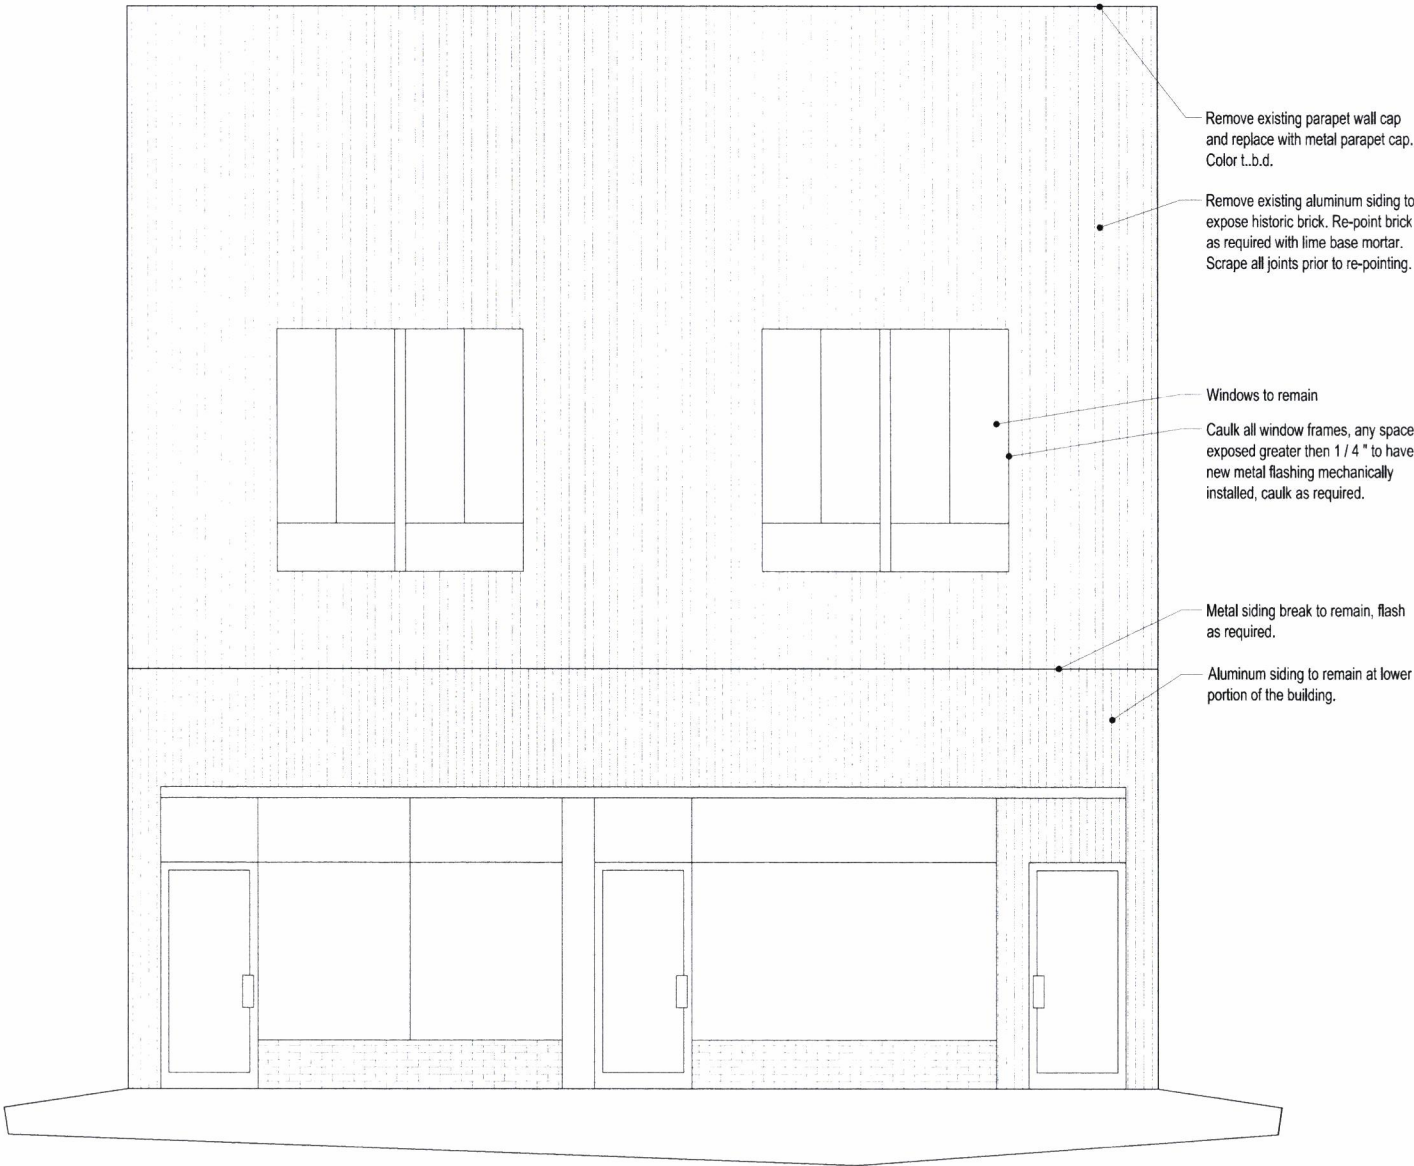 Remove existing parapet wall cap
and replace with metal parapet cap.
Color t..b.d.
Remove existing aluminum siding to
expose historic brick. Re-point brick
as required with lime base mortar.
Scrape all joints prior to re-pointing.
Windows to remain
Caulk all window frames, any space
exposed greater then 1 / 4 " to have
new metal flashing mechanically
installed, caulk as required.
Metal siding break to remain, flash
as required.
Aluminum siding to remain at lower
portion of the building.